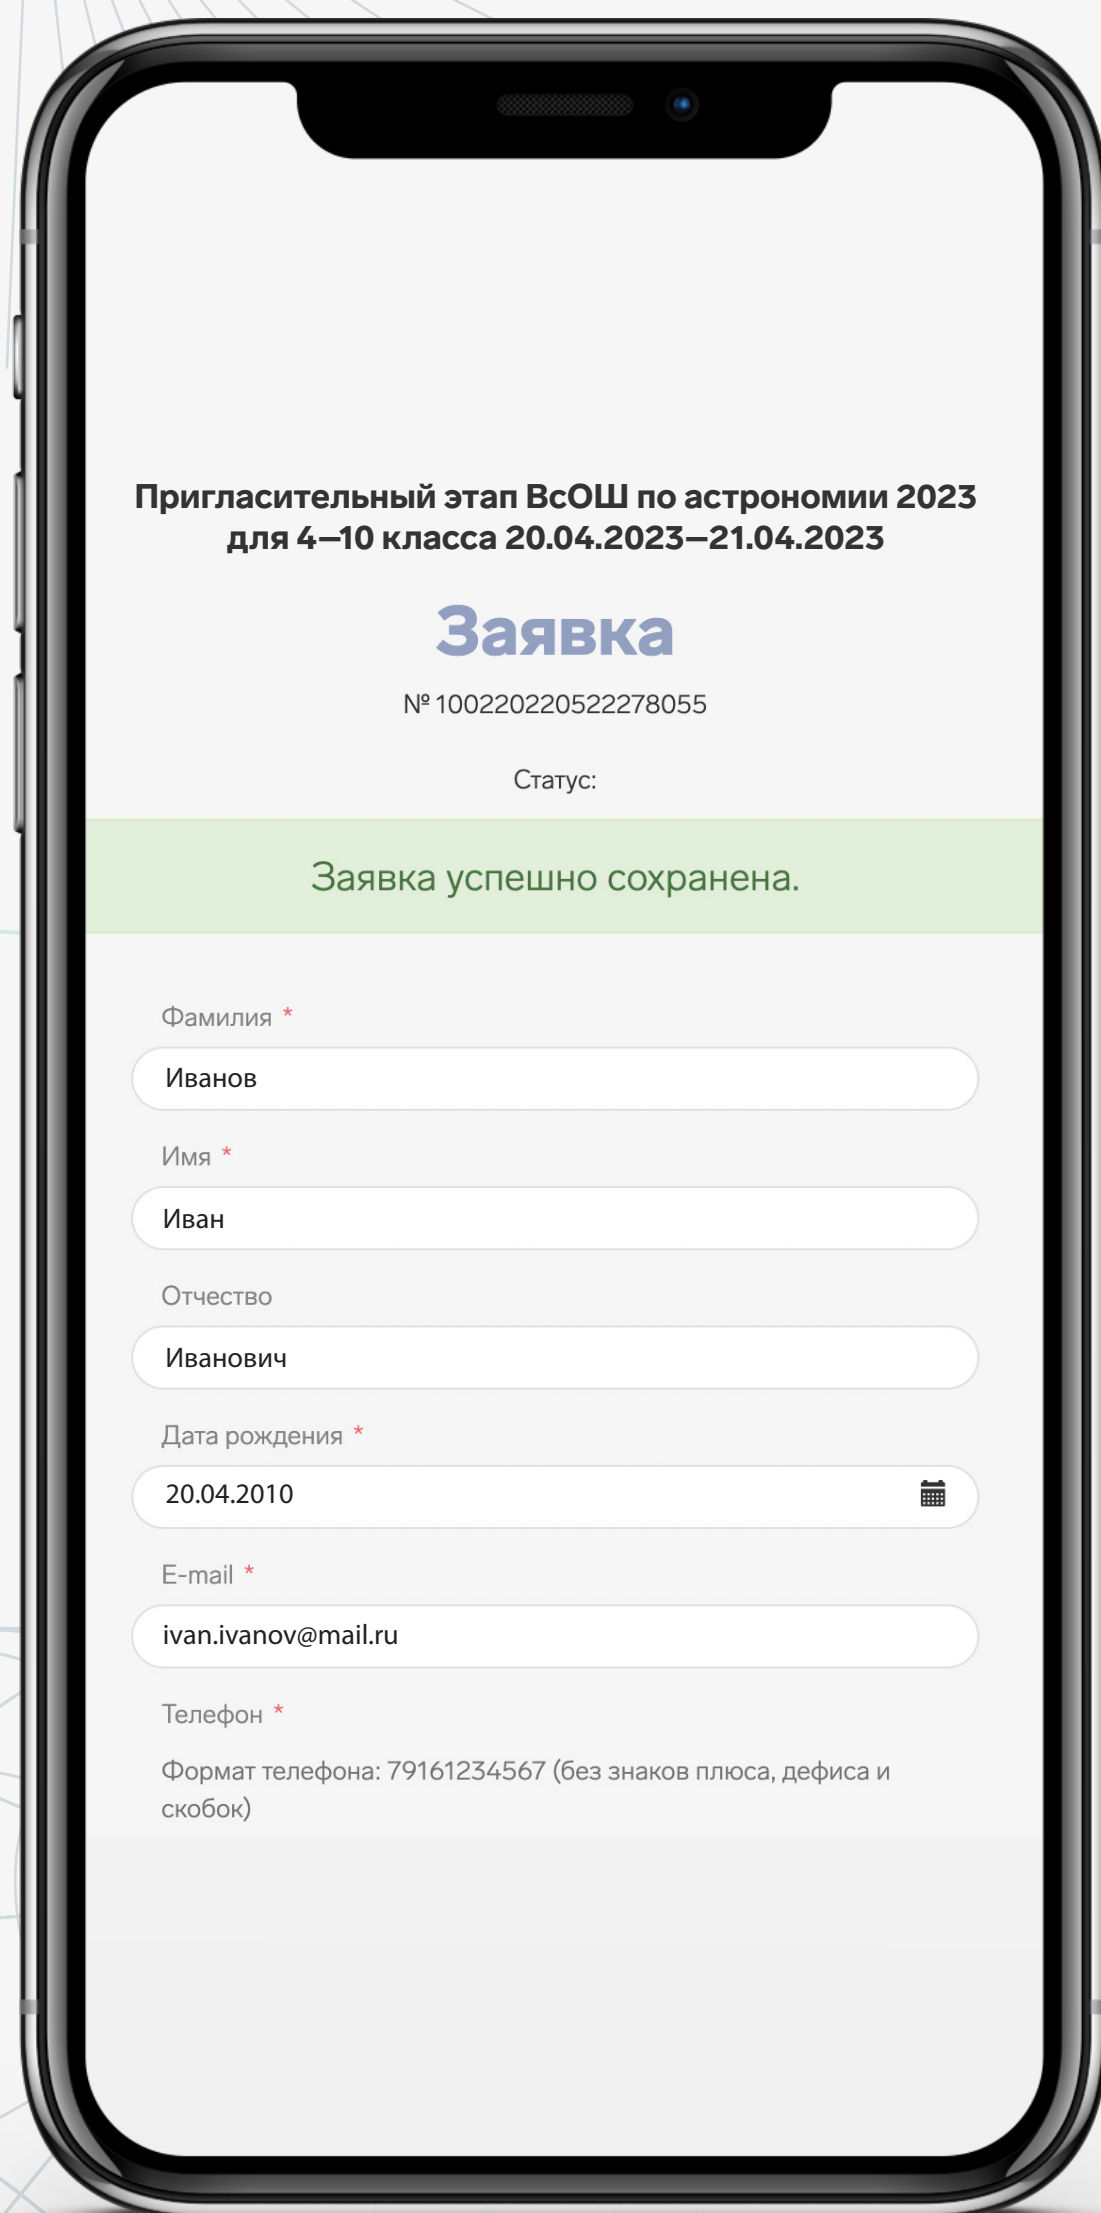 Пригласительный этап ВсОШ по астрономии 2023
для 4–10 класса 20.04.2023–21.04.2023
Заявка
№ 100220220522278055
Статус:
Заявка успешно сохранена.
Фамилия *
Иванов
Имя *
Иван
Отчество
Иванович
Дата рождения *
20.04.2010
E-mail *
ivan.ivanov@mail.ru
Телефон *
Формат телефона: 79161234567 (без знаков плюса, дефиса и
скобок)